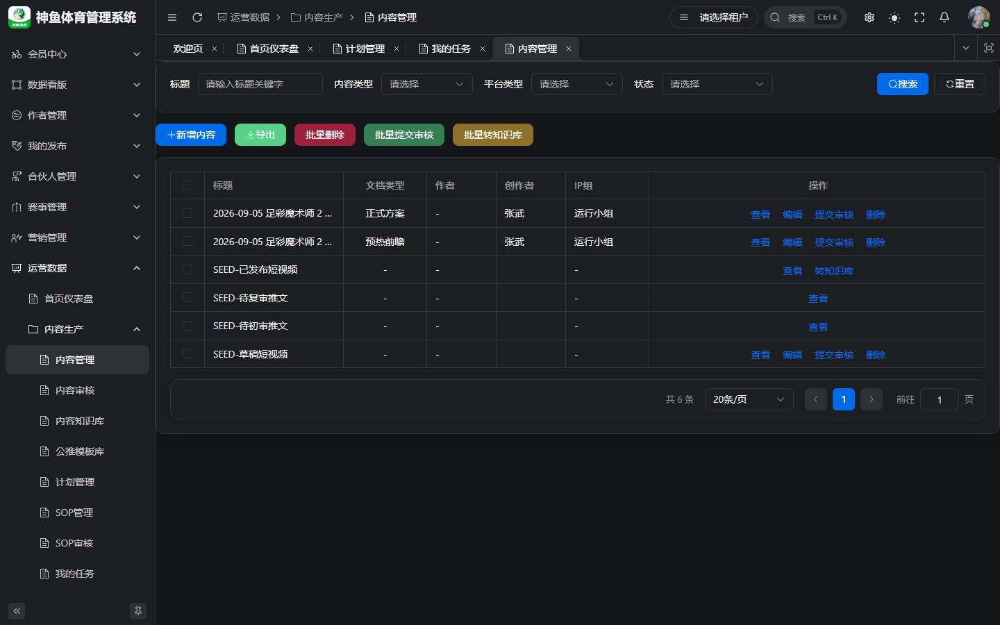 神鱼体育管理系统
会员中心
数据看版
作者管理
我的发布
合伙人管理
赛事管理
营销管理
运营数据
首页仪表盘
内容生产
内容管理
内容审核
内容知识库
公推模板库
计划管理
SOP管理
SOP审核
我的任务
运营数据 内容生产 内容管理
请选择租户 搜索 Ctrl K
欢迎页 首页仪表盘 计划管理 我的任务 内容管理
标题 请输入标题关键字 内容类型 请选择 平台类型 请选择 状态 请选择 搜索 重置
新增内容 导出 批量删除 批量提交审核 批量转知识库
标题 文档类型 作者 创作者 IP组 操作
2026-09-05 足彩魔术师 2 ... 正式方案 - 张武 运行小组 查看 编辑 提交审核 删除
2026-09-05 足彩魔术师 2 ... 预热前瞻 - 张武 运行小组 查看 编辑 提交审核 删除
SEED-已发布短视频 - - - 查看 转知识库
SEED-待复审推文 - - - 查看
SEED-待初审推文 - - - 查看
SEED-草稿短视频 - - - 查看 编辑 提交审核 删除
共 6 条 20条/页 1 前往 1 页